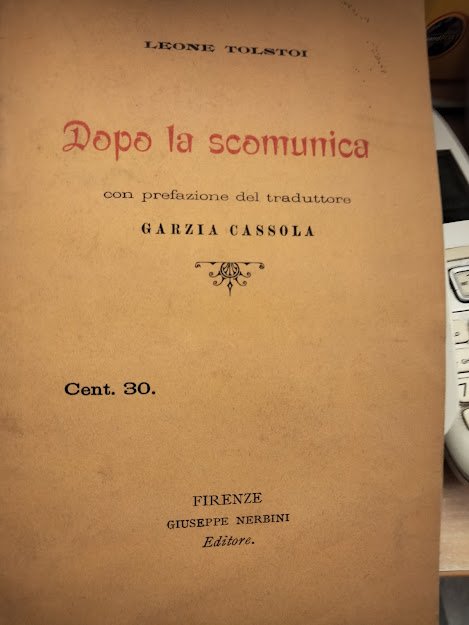 LEONE TOLSTOI
Dopo la scomunica
con prefazione del traduttore
GARZIA CASSOLA
Cent. 30.
FIRENZE
GIUSEPPE NERBINI
Editore.